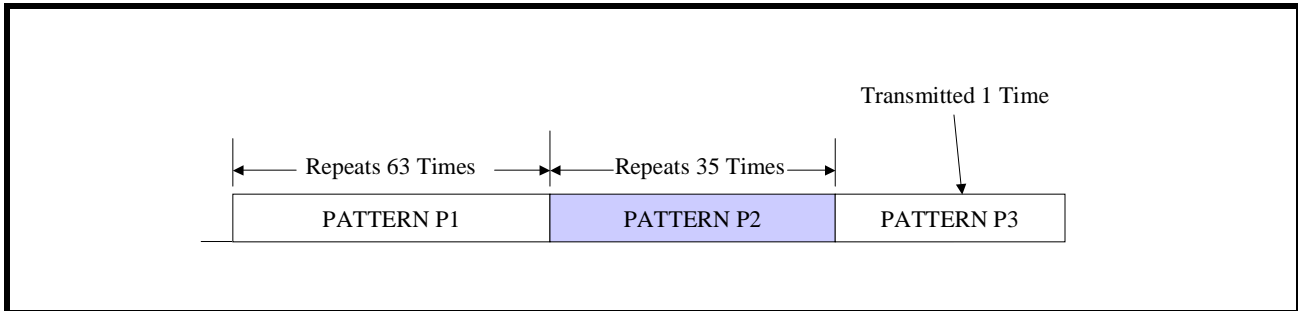 Transmitted 1 Time
Repeats 63 Times
Repeats 35 Times
PATTERN P1
PATTERN P2
PATTERN P3